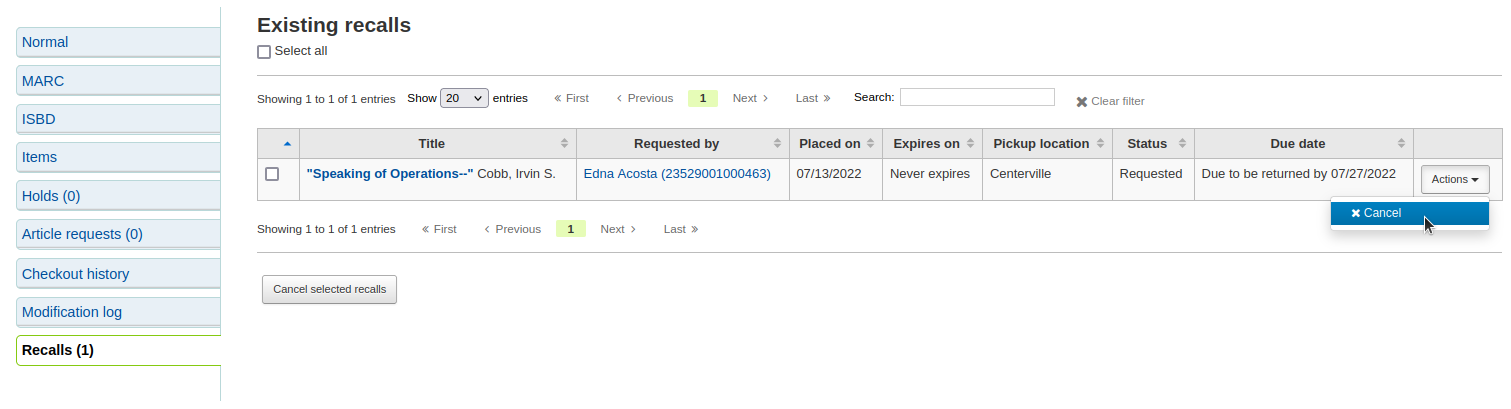 Normal
MARC
ISBD
Items
Holds (0)
Article requests (0)
Checkout history
Modification log
Recalls (1)
Existing recalls
Select all
Showing 1 to 1 of 1 entries Show 20 entries « First ‹ Previous 1 Next › Last » Search: ✖ Clear filter
Title Requested by Placed on Expires on Pickup location Status Due date
"Speaking of Operations--" Cobb, Irvin S. Edna Acosta (23529001000463) 07/13/2022 Never expires Centerville Requested Due to be returned by 07/27/2022 Actions
✖ Cancel
Showing 1 to 1 of 1 entries « First ‹ Previous 1 Next › Last »
Cancel selected recalls